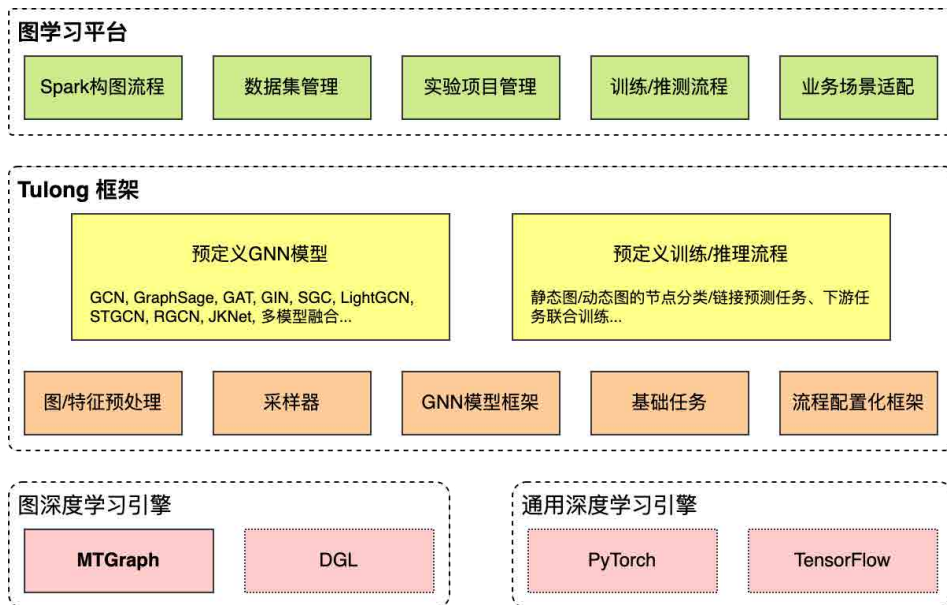 图学习平台
Spark构图流程
数据集管理
实验项目管理
训练/推测流程
业务场景适配
Tulong 框架
预定义GNN模型
GCN, GraphSage, GAT, GIN, SGC, LightGCN,
STGCN, RGCN, JKNet, 多模型融合...
预定义训练/推理流程
静态图/动态图的节点分类/链接预测任务、下游任
务联合训练...
图/特征预处理
采样器
GNN模型框架
基础任务
流程配置化框架
图深度学习引擎
MTGraph
DGL
通用深度学习引擎
PyTorch
TensorFlow